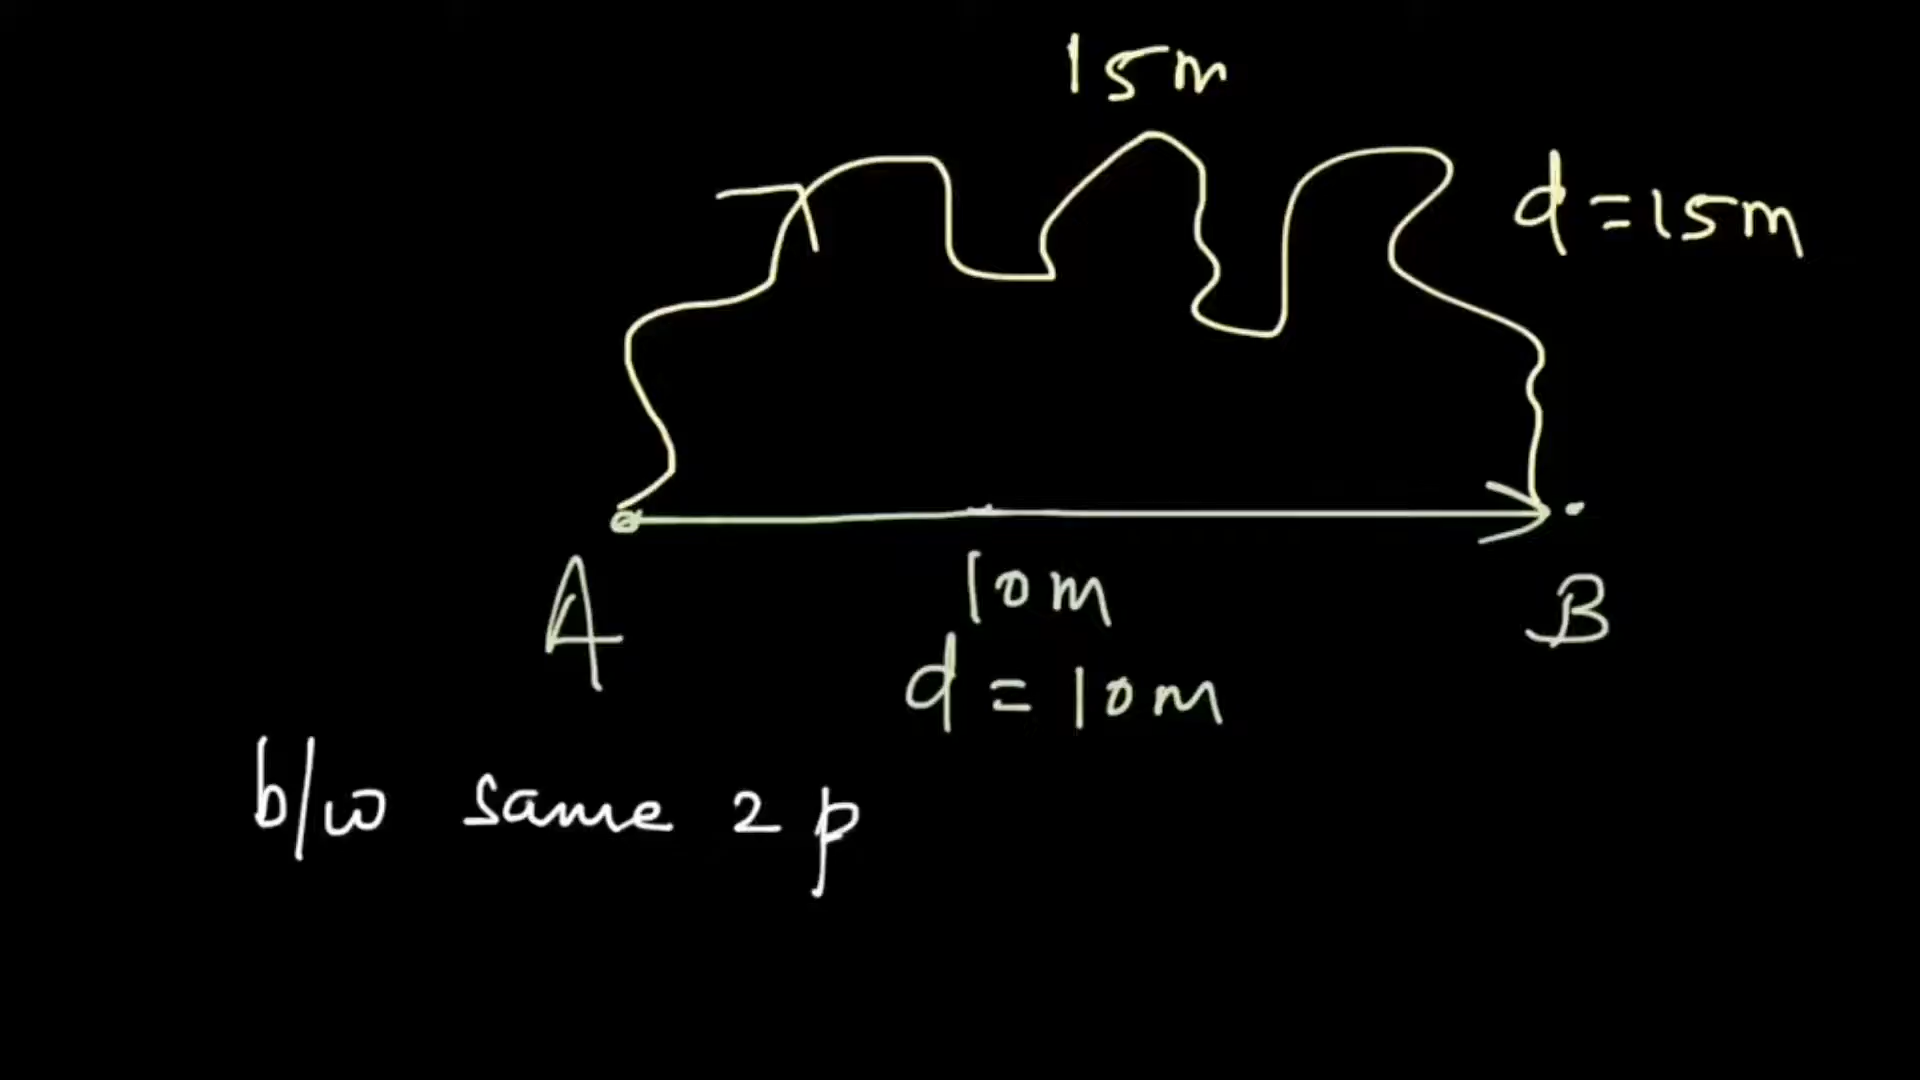 15m
d = 15m
10m
A
B
d = 10m
b/w same 2 p